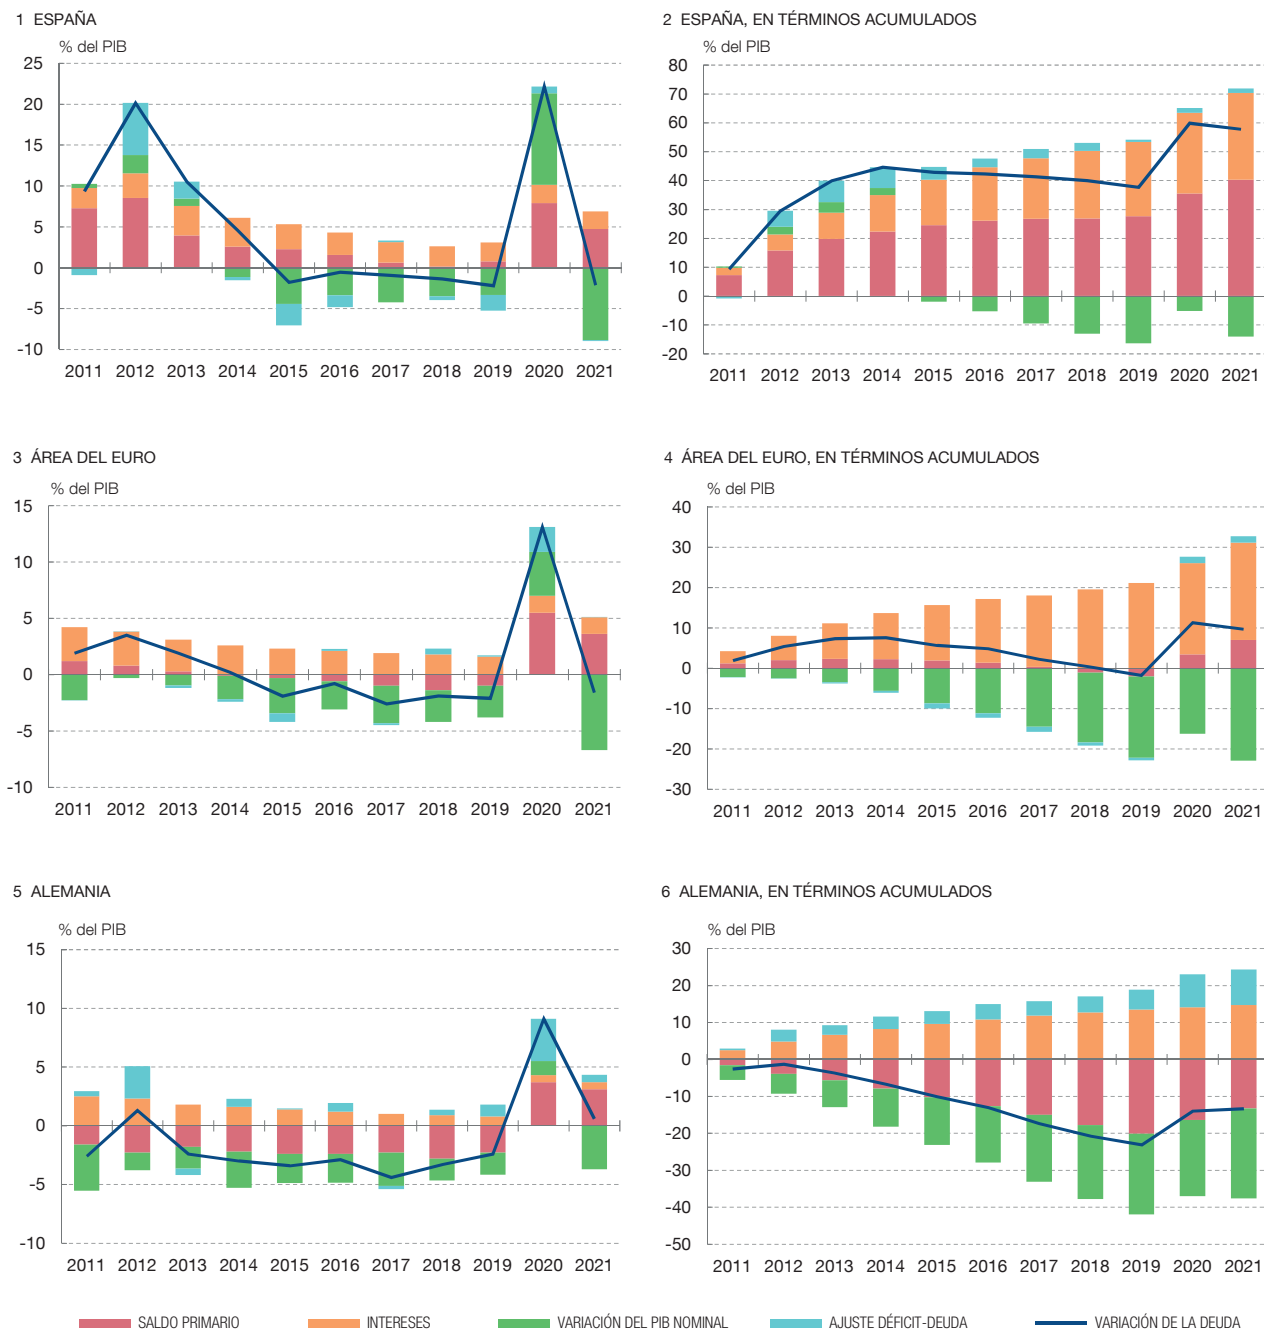 1 ESPAÑA
% del PIB
25
20
15
10
5
0
-5
-10
2011 2012 2013 2014 2015 2016 2017 2018 2019 2020 2021
2 ESPAÑA, EN TÉRMINOS ACUMULADOS
% del PIB
80
70
60
50
40
30
20
10
0
-10
-20
2011 2012 2013 2014 2015 2016 2017 2018 2019 2020 2021
3 ÁREA DEL EURO
% del PIB
15
10
5
0
-5
-10
2011 2012 2013 2014 2015 2016 2017 2018 2019 2020 2021
4 ÁREA DEL EURO, EN TÉRMINOS ACUMULADOS
% del PIB
40
30
20
10
0
-10
-20
-30
2011 2012 2013 2014 2015 2016 2017 2018 2019 2020 2021
5 ALEMANIA
% del PIB
15
10
5
0
-5
-10
2011 2012 2013 2014 2015 2016 2017 2018 2019 2020 2021
6 ALEMANIA, EN TÉRMINOS ACUMULADOS
% del PIB
30
20
10
0
-10
-20
-30
-40
-50
2011 2012 2013 2014 2015 2016 2017 2018 2019 2020 2021
SALDO PRIMARIO INTERESES VARIACIÓN DEL PIB NOMINAL AJUSTE DÉFICIT-DEUDA VARIACIÓN DE LA DEUDA